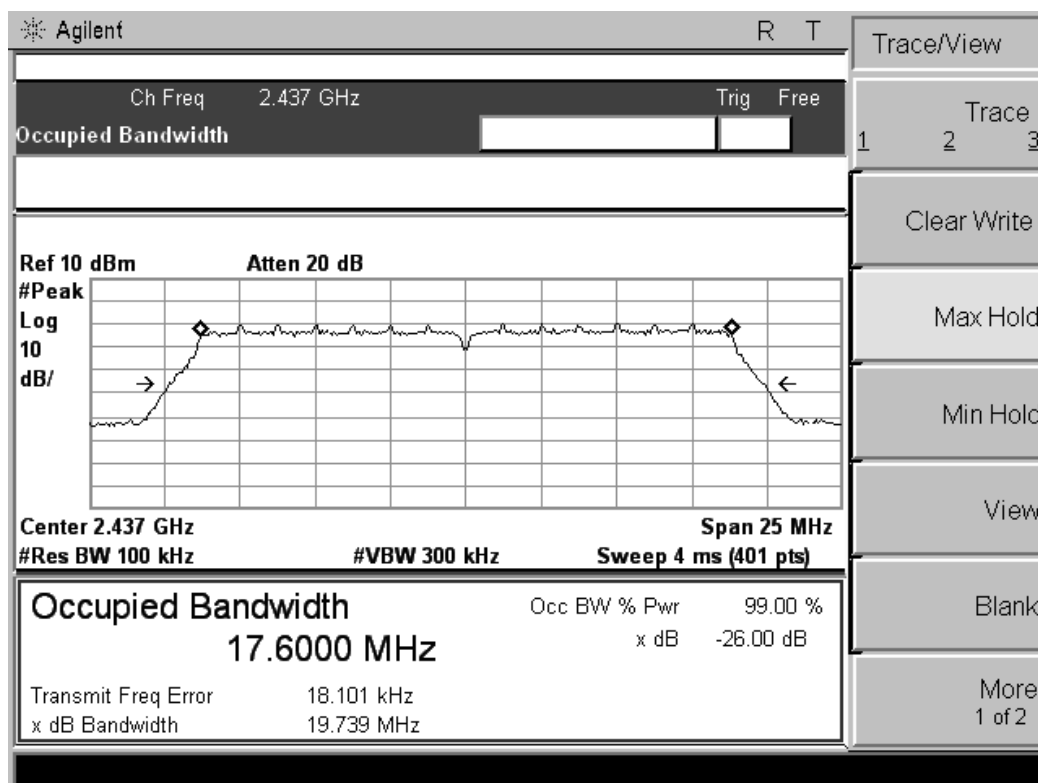 Agilent R T
Trace/View
Ch Freq 2.437 GHz Trig Free
Occupied Bandwidth
Trace
1 2 3
Clear Write
Ref 10 dBm Atten 20 dB
#Peak
Log
10
dB/
Max Hold
Min Hold
View
Center 2.437 GHz Span 25 MHz
#Res BW 100 kHz #VBW 300 kHz Sweep 4 ms (401 pts)
Occupied Bandwidth
17.6000 MHz
Occ BW % Pwr 99.00 %
x dB -26.00 dB
Transmit Freq Error 18.101 kHz
x dB Bandwidth 19.739 MHz
Blank
More
1 of 2